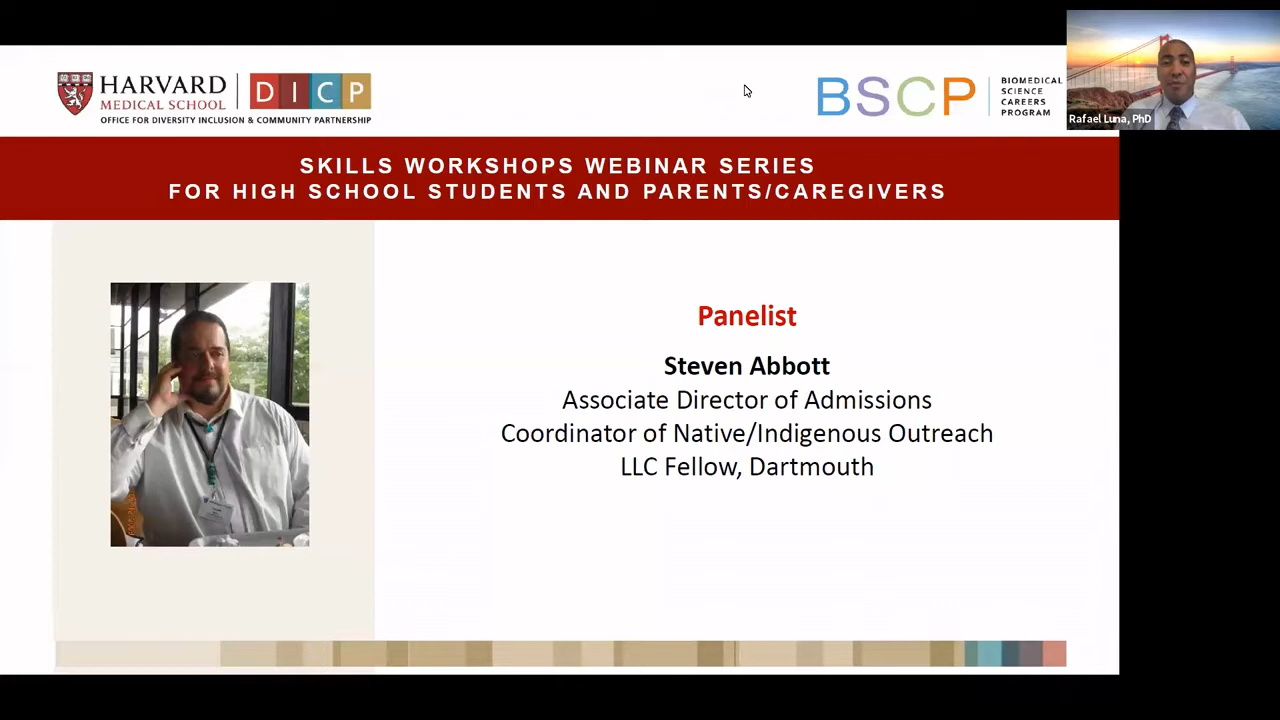 HARVARD
MEDICAL SCHOOL
DICP
OFFICE FOR DIVERSITY INCLUSION & COMMUNITY PARTNERSHIP
BSCP
BIOMEDICAL
SCIENCE
CAREERS
PROGRAM
Rafael Luna, PhD
SKILLS WORKSHOPS WEBINAR SERIES
FOR HIGH SCHOOL STUDENTS AND PARENTS/CAREGIVERS
Panelist
Steven Abbott
Associate Director of Admissions
Coordinator of Native/Indigenous Outreach
LLC Fellow, Dartmouth